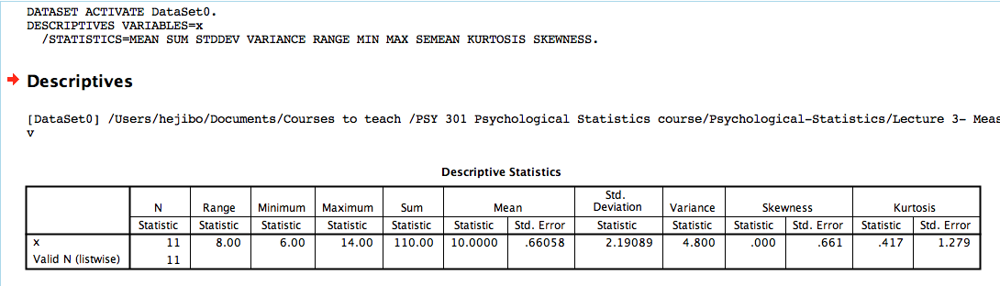 DATASET ACTIVATE DataSet0.
DESCRIPTIVES VARIABLES=x
/STATISTICS=MEAN SUM STDDEV VARIANCE RANGE MIN MAX SEMEAN KURTOSIS SKEWNESS.
Descriptives
[DataSet0] /Users/hejibo/Documents/Courses to teach /PSY 301 Psychological Statistics course/Psychological-Statistics/Lecture 3- Meas
v
Descriptive Statistics
N Range Minimum Maximum Sum Mean Std. Deviation Variance Skewness Kurtosis
Statistic Statistic Statistic Statistic Statistic Statistic Std. Error Statistic Statistic Statistic Std. Error Statistic Std. Error
x 11 8.00 6.00 14.00 110.00 10.0000 .66058 2.19089 4.800 .000 .661 .417 1.279
Valid N (listwise) 11